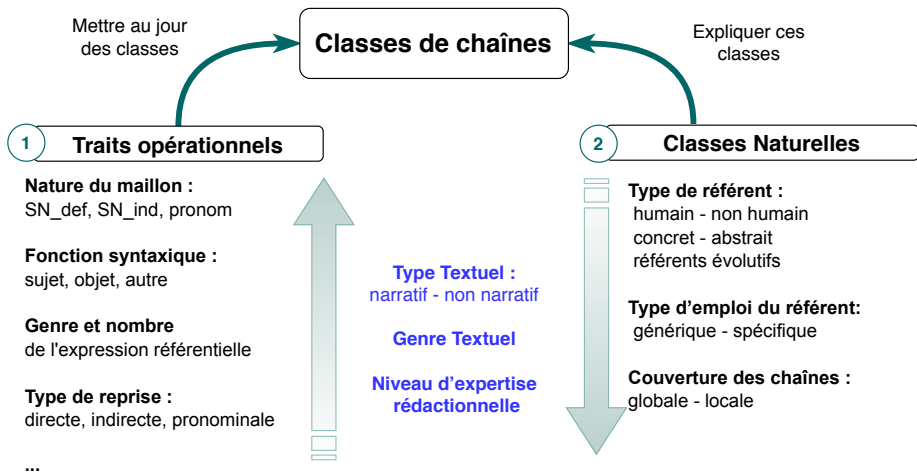 Mettre au jour
des classes
Classes de chaînes
Expliquer ces
classes
1
Traits opérationnels
Nature du maillon :
SN_def, SN_ind, pronom
Fonction syntaxique :
sujet, objet, autre
Genre et nombre
de l'expression référentielle
Type de reprise :
directe, indirecte, pronominale
...
Type Textuel :
narratif - non narratif
Genre Textuel
Niveau d'expertise
rédactionnelle
2
Classes Naturelles
Type de référent :
humain - non humain
concret - abstrait
référents évolutifs
Type d'emploi du référent:
générique - spécifique
Couverture des chaînes :
globale - locale